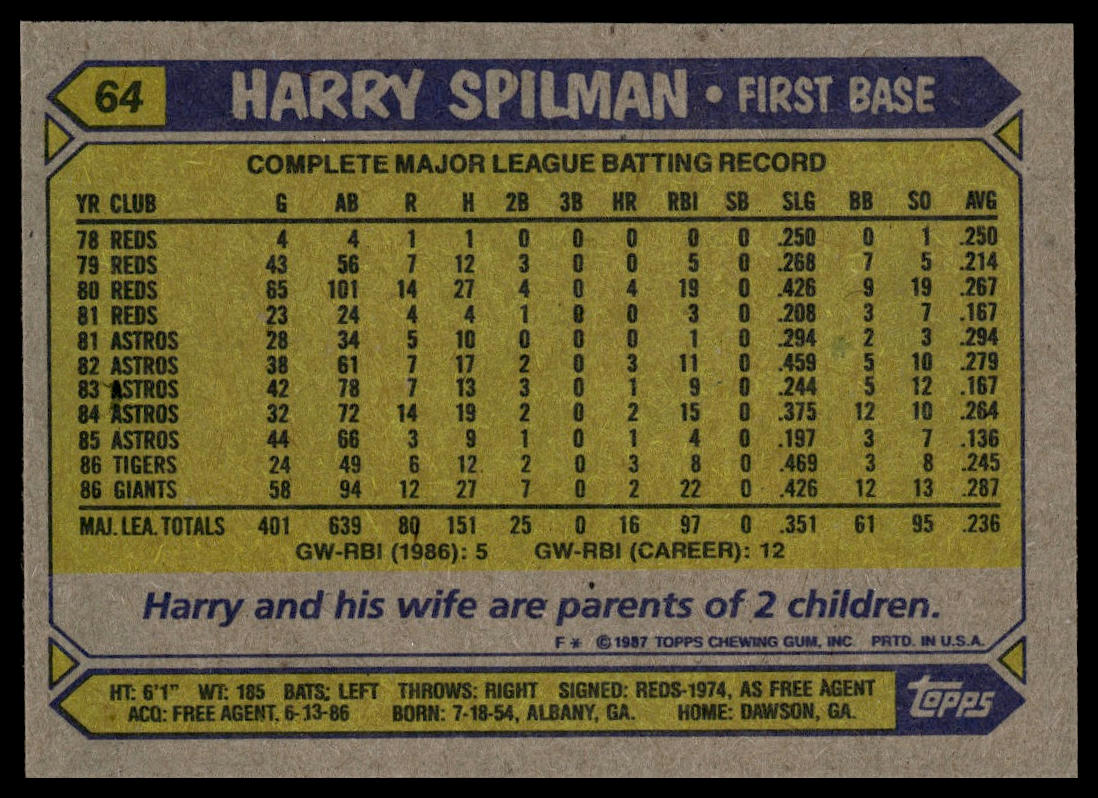 64 HARRY SPILMAN • FIRST BASE
COMPLETE MAJOR LEAGUE BATTING RECORD
YR CLUB G AB R H 2B 3B HR RBI SB SLG BB SO AVG
78 REDS 4 4 1 1 0 0 0 0 0 .250 0 1 .250
79 REDS 43 56 7 12 3 0 0 5 0 .268 7 5 .214
80 REDS 65 101 14 27 4 0 4 19 0 .426 9 19 .267
81 REDS 23 24 4 4 1 0 0 3 0 .208 3 7 .167
81 ASTROS 28 34 5 10 0 0 0 1 0 .294 2 3 .294
82 ASTROS 38 61 7 17 2 0 3 11 0 .459 5 10 .279
83 ASTROS 42 78 7 13 3 0 1 9 0 .244 5 12 .167
84 ASTROS 32 72 14 19 2 0 2 15 0 .375 12 10 .264
85 ASTROS 44 66 3 9 1 0 1 4 0 .197 3 7 .136
86 TIGERS 24 49 6 12 2 0 3 8 0 .469 3 8 .245
86 GIANTS 58 94 12 27 7 0 2 22 0 .426 12 13 .287
MAJ. LEA. TOTALS 401 639 80 151 25 0 16 97 0 .351 61 95 .236
GW-RBI (1986): 5 GW-RBI (CAREER): 12
Harry and his wife are parents of 2 children.
F * © 1987 TOPPS CHEWING GUM, INC. PRTD. IN U.S.A.
HT: 6'1" WT: 185 BATS: LEFT THROWS: RIGHT SIGNED: REDS-1974, AS FREE AGENT
ACQ: FREE AGENT, 6-13-86 BORN: 7-18-54, ALBANY, GA. HOME: DAWSON, GA.
topps